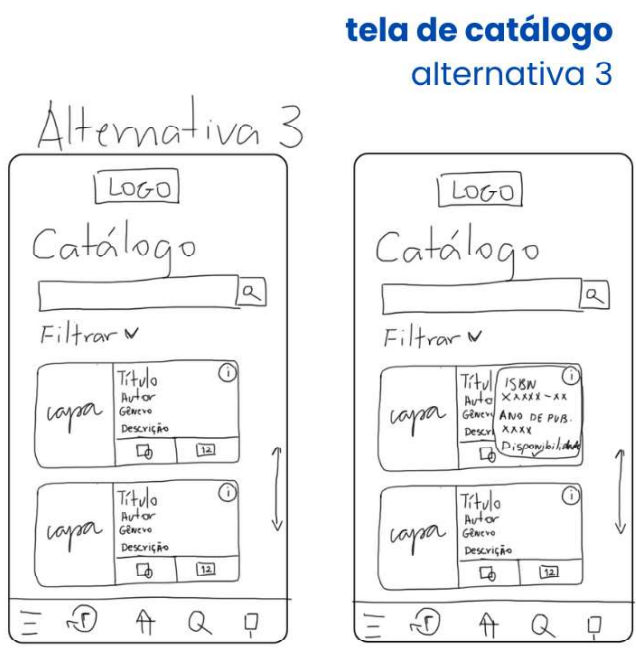 tela de catálogo
alternativa 3
Alternativa 3
LOGO
Catálogo
Filtrar
capa
Título
Autor
Gênero
Descrição
12
capa
Título
Autor
Gênero
Descrição
12
LOGO
Catálogo
Filtrar
capa
Títul
Auto
Gêner
Descri
ISBN
XXXXX-XX
ANO DE PUB.
XXXX
Disponibilidade
capa
Título
Autor
Gênero
Descrição
12